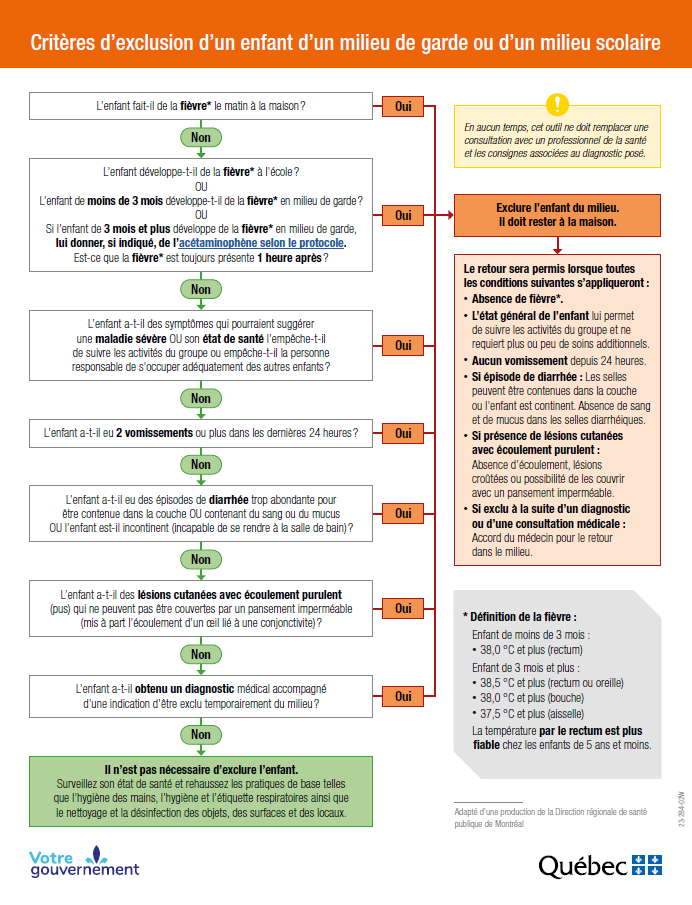 Critères d'exclusion d'un enfant d'un milieu de garde ou d'un milieu scolaire
L'enfant fait-il de la fièvre* le matin à la maison ?
Oui
Non
L'enfant développe-t-il de la fièvre* à l'école ?
OU
L'enfant de moins de 3 mois développe-t-il de la fièvre* en milieu de garde ?
OU
Si l'enfant de 3 mois et plus développe de la fièvre* en milieu de garde,
lui donner, si indiqué, de l'acétaminophène selon le protocole.
Est-ce que la fièvre* est toujours présente 1 heure après ?
Oui
Non
L'enfant a-t-il des symptômes qui pourraient suggérer
une maladie sévère OU son état de santé l'empêche-t-il
de suivre les activités du groupe ou empêche-t-il la personne
responsable de s'occuper adéquatement des autres enfants ?
Oui
Non
L'enfant a-t-il eu 2 vomissements ou plus dans les dernières 24 heures ?
Oui
Non
L'enfant a-t-il eu des épisodes de diarrhée trop abondante pour
être contenue dans la couche OU contenant du sang ou du mucus
OU l'enfant est-il incontinent (incapable de se rendre à la salle de bain) ?
Oui
Non
L'enfant a-t-il des lésions cutanées avec écoulement purulent
(pus) qui ne peuvent pas être couvertes par un pansement imperméable
(mis à part l'écoulement d'un œil lié à une conjonctivite) ?
Oui
Non
L'enfant a-t-il obtenu un diagnostic médical accompagné
d'une indication d'être exclu temporairement du milieu ?
Oui
Non
Il n'est pas nécessaire d'exclure l'enfant.
Surveillez son état de santé et rehaussez les pratiques de base telles
que l'hygiène des mains, l'hygiène et l'étiquette respiratoires ainsi que
le nettoyage et la désinfection des objets, des surfaces et des locaux.
!
En aucun temps, cet outil ne doit remplacer une
consultation avec un professionnel de la santé
et les consignes associées au diagnostic posé.
Exclure l'enfant du milieu.
Il doit rester à la maison.
Le retour sera permis lorsque toutes
les conditions suivantes s'appliqueront :
• Absence de fièvre*.
• L'état général de l'enfant lui permet
de suivre les activités du groupe et ne
requiert plus ou peu de soins additionnels.
• Aucun vomissement depuis 24 heures.
• Si épisode de diarrhée : Les selles
peuvent être contenues dans la couche
ou l'enfant est continent. Absence de sang
et de mucus dans les selles diarrhéiques.
• Si présence de lésions cutanées
avec écoulement purulent :
Absence d'écoulement, lésions
croûtées ou possibilité de les couvrir
avec un pansement imperméable.
• Si exclu à la suite d'un diagnostic
ou d'une consultation médicale :
Accord du médecin pour le retour
dans le milieu.
* Définition de la fièvre :
Enfant de moins de 3 mois :
• 38,0 °C et plus (rectum)
Enfant de 3 mois et plus :
• 38,5 °C et plus (rectum ou oreille)
• 38,0 °C et plus (bouche)
• 37,5 °C et plus (aisselle)
La température par le rectum est plus
fiable chez les enfants de 5 ans et moins.
Adapté d'une production de la Direction régionale de santé
publique de Montréal
23-284-02W
Votre
gouvernement
Québec